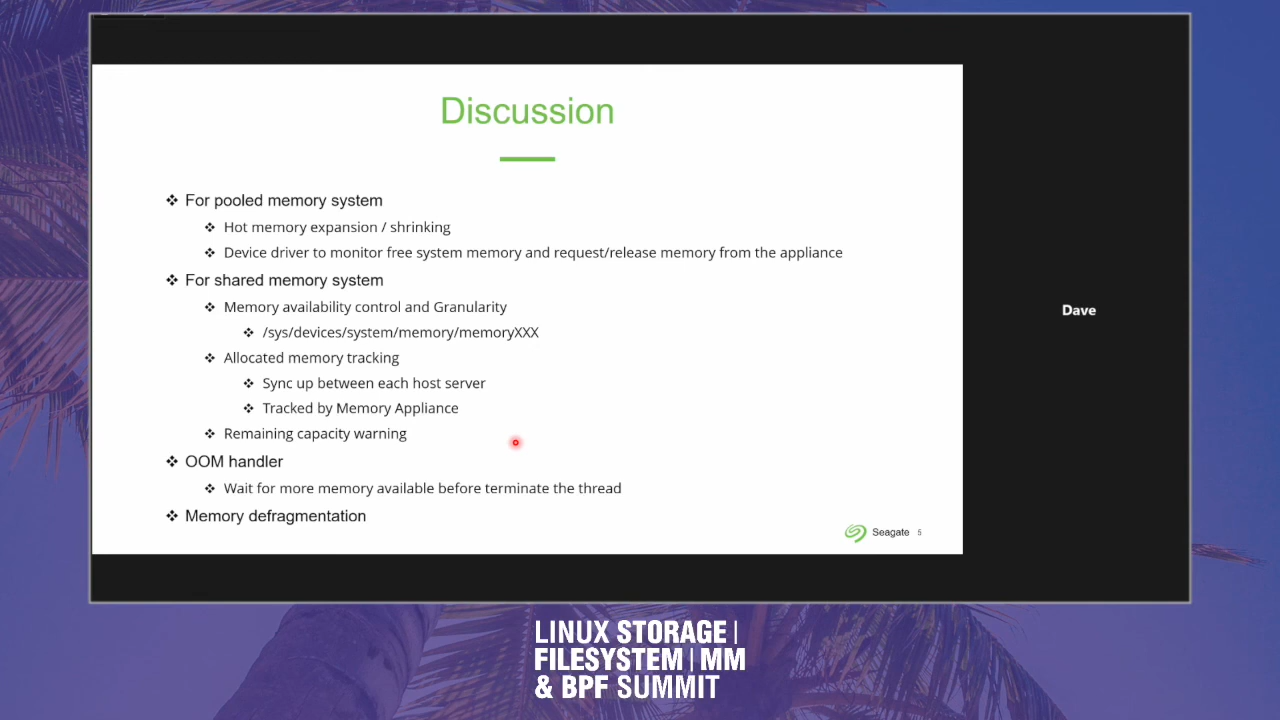 Discussion
❖ For pooled memory system
❖ Hot memory expansion / shrinking
❖ Device driver to monitor free system memory and request/release memory from the appliance
❖ For shared memory system
❖ Memory availability control and Granularity
❖ /sys/devices/system/memory/memoryXXX
❖ Allocated memory tracking
❖ Sync up between each host server
❖ Tracked by Memory Appliance
❖ Remaining capacity warning
❖ OOM handler
❖ Wait for more memory available before terminate the thread
❖ Memory defragmentation
Seagate 5
Dave
LINUX STORAGE |
FILESYSTEM | MM
& BPF SUMMIT